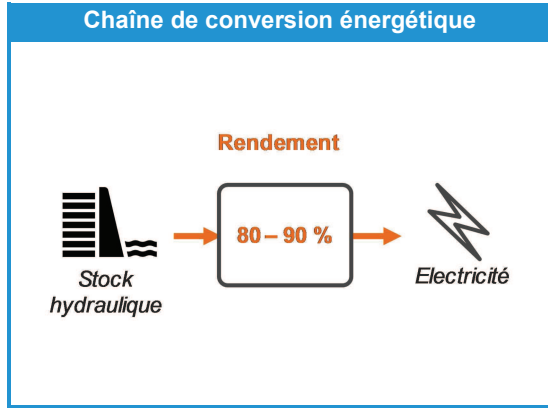 Chaîne de conversion énergétique
Rendement
80 – 90 %
Stock
hydraulique
Electricité